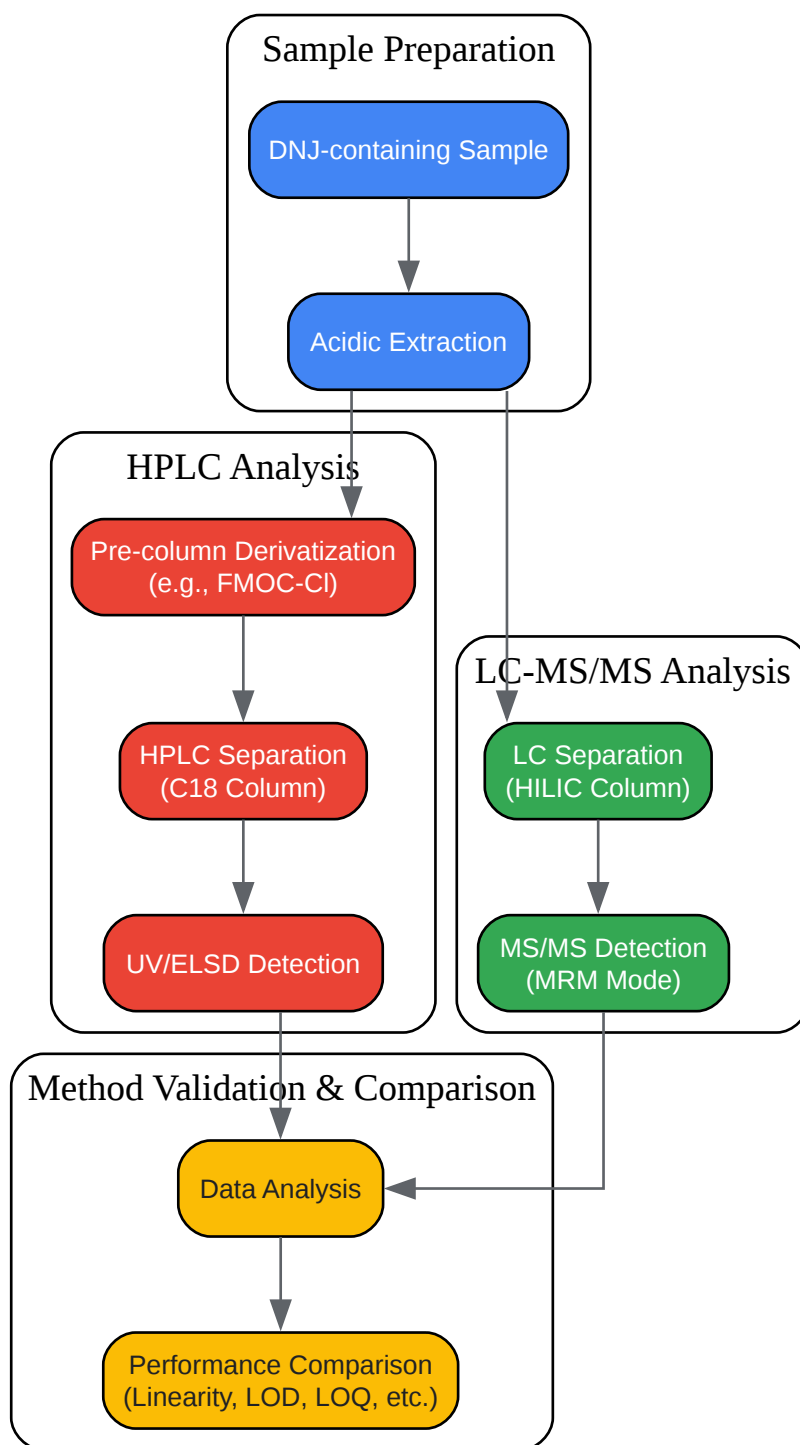 Sample Preparation
DNJ-containing Sample
Acidic Extraction
HPLC Analysis
Pre-column Derivatization
(e.g., FMOC-Cl)
HPLC Separation
(C18 Column)
UV/ELSD Detection
LC-MS/MS Analysis
LC Separation
(HILIC Column)
MS/MS Detection
(MRM Mode)
Method Validation & Comparison
Data Analysis
Performance Comparison
(Linearity, LOD, LOQ, etc.)